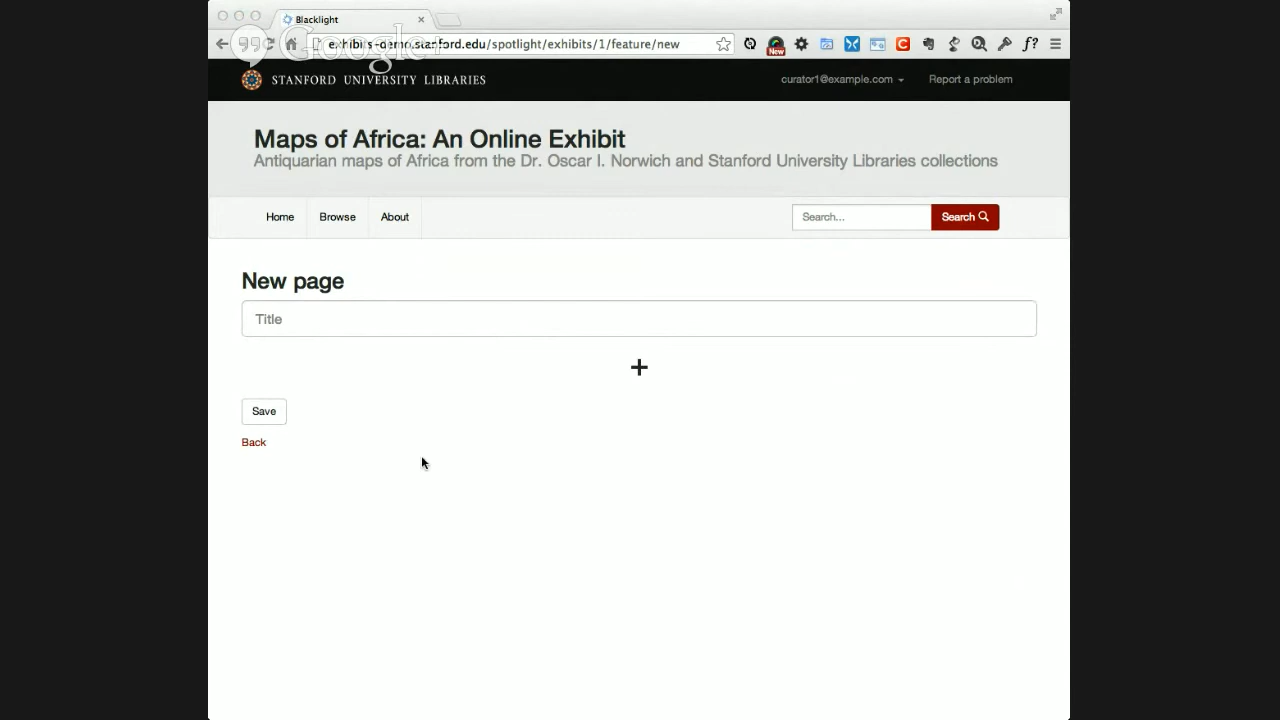 Blacklight
Google
exhibits-demo.stanford.edu/spotlight/exhibits/1/feature/new
New
f?
STANFORD UNIVERSITY LIBRARIES
curator1@example.com
Report a problem
Maps of Africa: An Online Exhibit
Antiquarian maps of Africa from the Dr. Oscar I. Norwich and Stanford University Libraries collections
Home
Browse
About
Search...
Search
New page
Title
+
Save
Back